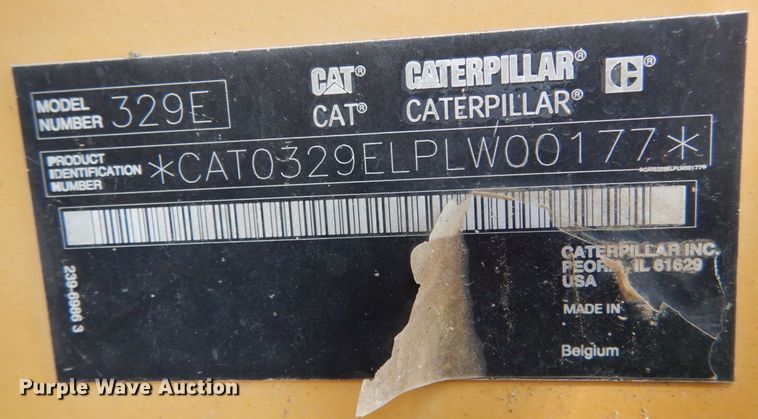 CAT® CATERPILLAR® C®
CAT® CATERPILLAR®
MODEL NUMBER 329E
PRODUCT IDENTIFICATION NUMBER *CAT0329ELPLW00177*
*CAT0329ELPLW00177*
239-6986 3
CATERPILLAR INC.
PEORIA, IL 61629
USA
MADE IN
Belgium
Purple Wave Auction